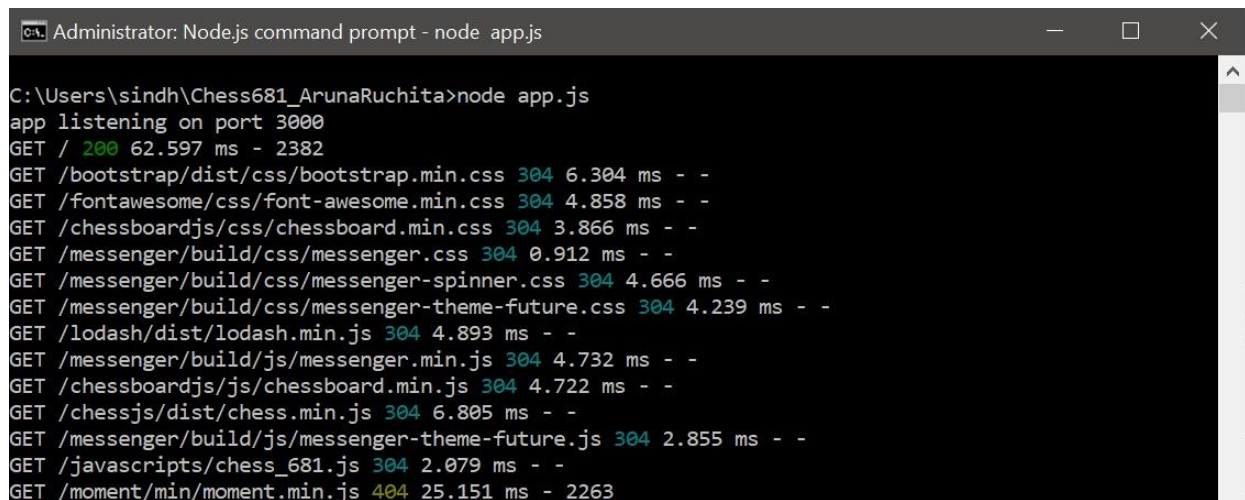 Administrator: Node.js command prompt - node  app.js
C:\Users\sindh\Chess681_ArunaRuchita>node app.js
app listening on port 3000
GET / 200 62.597 ms - 2382
GET /bootstrap/dist/css/bootstrap.min.css 304 6.304 ms - -
GET /fontawesome/css/font-awesome.min.css 304 4.858 ms - -
GET /chessboardjs/css/chessboard.min.css 304 3.866 ms - -
GET /messenger/build/css/messenger.css 304 0.912 ms - -
GET /messenger/build/css/messenger-spinner.css 304 4.666 ms - -
GET /messenger/build/css/messenger-theme-future.css 304 4.239 ms - -
GET /lodash/dist/lodash.min.js 304 4.893 ms - -
GET /messenger/build/js/messenger.min.js 304 4.732 ms - -
GET /chessboardjs/js/chessboard.min.js 304 4.722 ms - -
GET /chessjs/dist/chess.min.js 304 6.805 ms - -
GET /messenger/build/js/messenger-theme-future.js 304 2.855 ms - -
GET /javascripts/chess_681.js 304 2.079 ms - -
GET /moment/min/moment.min.js 404 25.151 ms - 2263